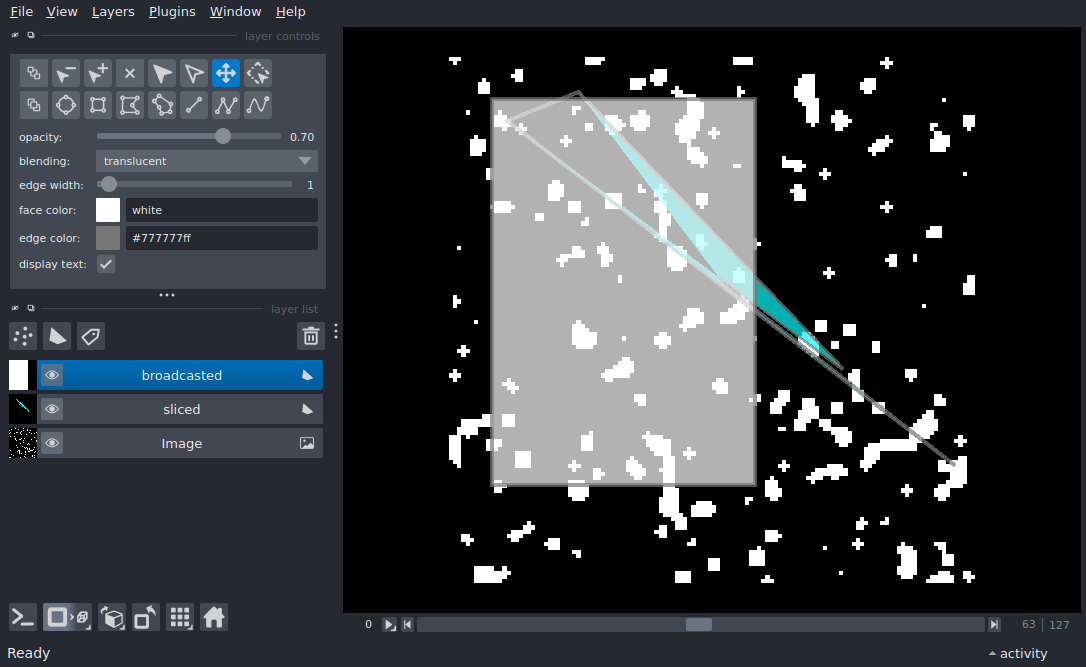 File View Layers Plugins Window Help
layer controls
opacity: 0.70
blending: translucent
edge width: 1
face color: white
edge color: #777777ff
display text:
layer list
broadcasted
sliced
Image
0 63 127
Ready activity